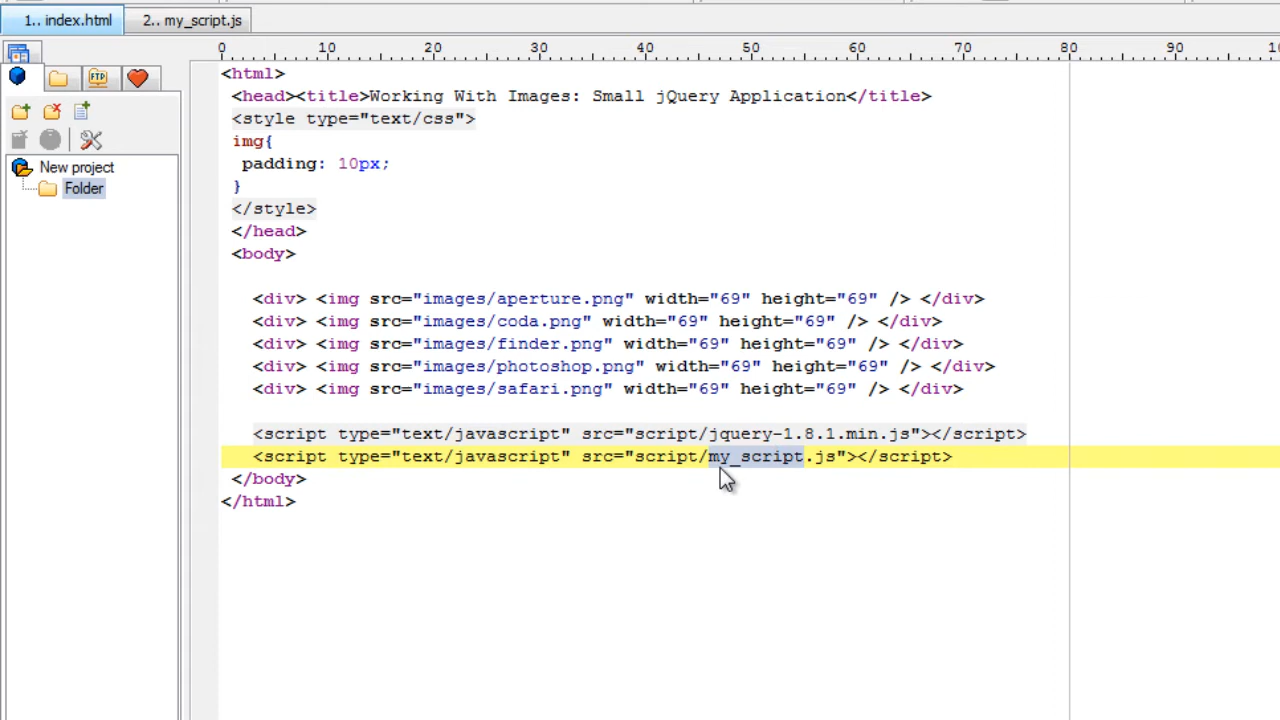 1.. index.html 2.. my_script.js
0 10 20 30 40 50 60 70 80 90
FTP
New project
Folder
<html>
<head><title>Working With Images: Small jQuery Application</title>
<style type="text/css">
img{
padding: 10px;
}
</style>
</head>
<body>
<div> <img src="images/aperture.png" width="69" height="69" /> </div>
<div> <img src="images/coda.png" width="69" height="69" /> </div>
<div> <img src="images/finder.png" width="69" height="69" /> </div>
<div> <img src="images/photoshop.png" width="69" height="69" /> </div>
<div> <img src="images/safari.png" width="69" height="69" /> </div>
<script type="text/javascript" src="script/jquery-1.8.1.min.js"></script>
<script type="text/javascript" src="script/my_script.js"></script>
</body>
</html>